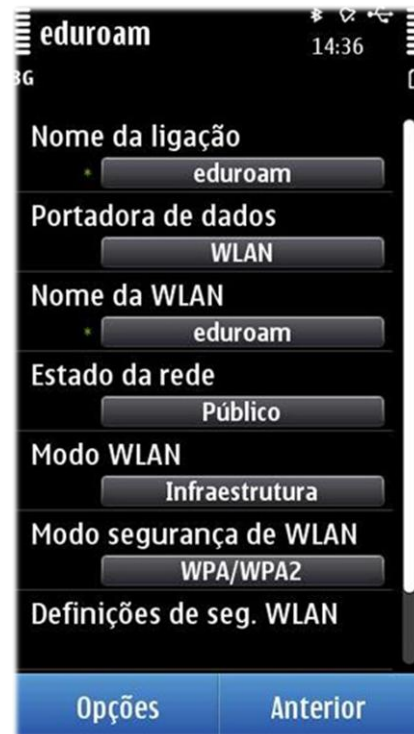 eduroam
14:36
3G
Nome da ligação
* eduroam
Portadora de dados
WLAN
Nome da WLAN
* eduroam
Estado da rede
Público
Modo WLAN
Infraestrutura
Modo segurança de WLAN
WPA/WPA2
Definições de seg. WLAN
Opções Anterior